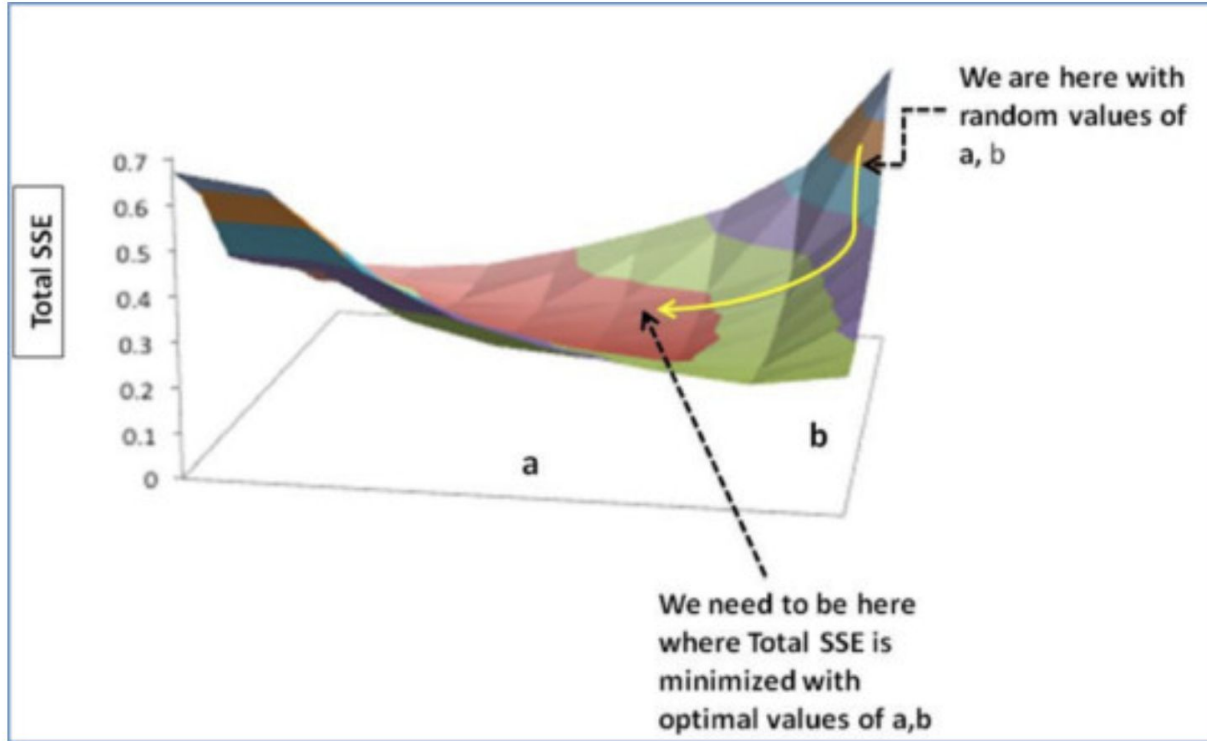 We are here with
random values of
a, b
0.7
0.6
0.5
0.4
0.3
0.2
0.1
0
Total SSE
b
a
We need to be here
where Total SSE is
minimized with
optimal values of a,b